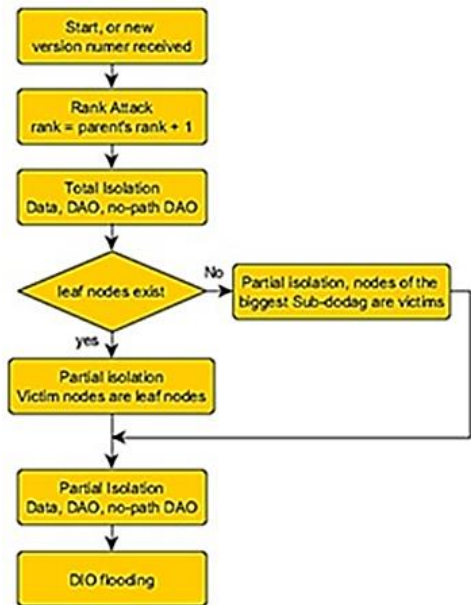 Start, or new
version numer received
Rank Attack
rank = parent's rank + 1
Total Isolation
Data, DAO, no-path DAO
leaf nodes exist
No
Partial isolation, nodes of the
biggest Sub-dodag are victims
yes
Partial isolation
Victim nodes are leaf nodes
Partial Isolation
Data, DAO, no-path DAO
DIO flooding